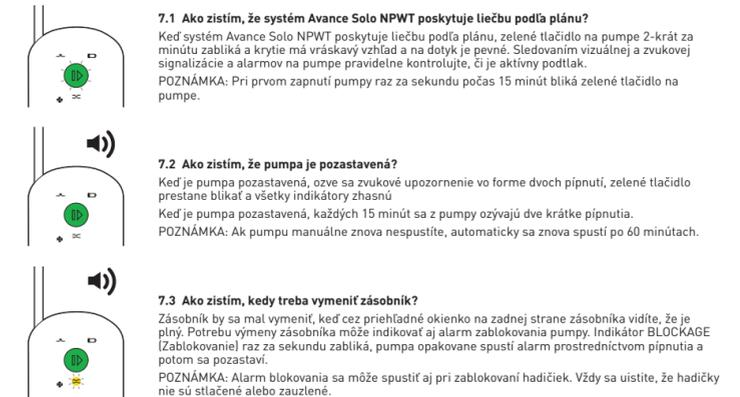 7.1 Ako zistím, že systém Avance Solo NPWT poskytuje liečbu podľa plánu?
Keď systém Avance Solo NPWT poskytuje liečbu podľa plánu, zelené tlačidlo na pumpe 2-krát za
minútu zabliká a krytie má vráskavý vzhľad a na dotyk je pevné. Sledovaním vizuálnej a zvukovej
signalizácie a alarmov na pumpe pravidelne kontrolujte, či je aktívny podtlak.
POZNÁMKA: Pri prvom zapnutí pumpy raz za sekundu počas 15 minút bliká zelené tlačidlo na
pumpe.
7.2 Ako zistím, že pumpa je pozastavená?
Keď je pumpa pozastavená, ozve sa zvukové upozornenie vo forme dvoch pípnutí, zelené tlačidlo
prestane blikať a všetky indikátory zhasnú
Keď je pumpa pozastavená, každých 15 minút sa z pumpy ozývajú dve krátke pípnutia.
POZNÁMKA: Ak pumpu manuálne znova nespustíte, automaticky sa znova spustí po 60 minútach.
7.3 Ako zistím, kedy treba vymeniť zásobník?
Zásobník by sa mal vymeniť, keď cez priehľadné okienko na zadnej strane zásobníka vidíte, že je
plný. Potrebu výmeny zásobníka môže indikovať aj alarm zablokovania pumpy. Indikátor BLOCKAGE
(Zablokovanie) raz za sekundu zabliká, pumpa opakovane spustí alarm prostredníctvom pípnutia a
potom sa pozastaví.
POZNÁMKA: Alarm blokovania sa môže spustiť aj pri zablokovaní hadičiek. Vždy sa uistite, že hadičky
nie sú stlačené alebo zauzlené.